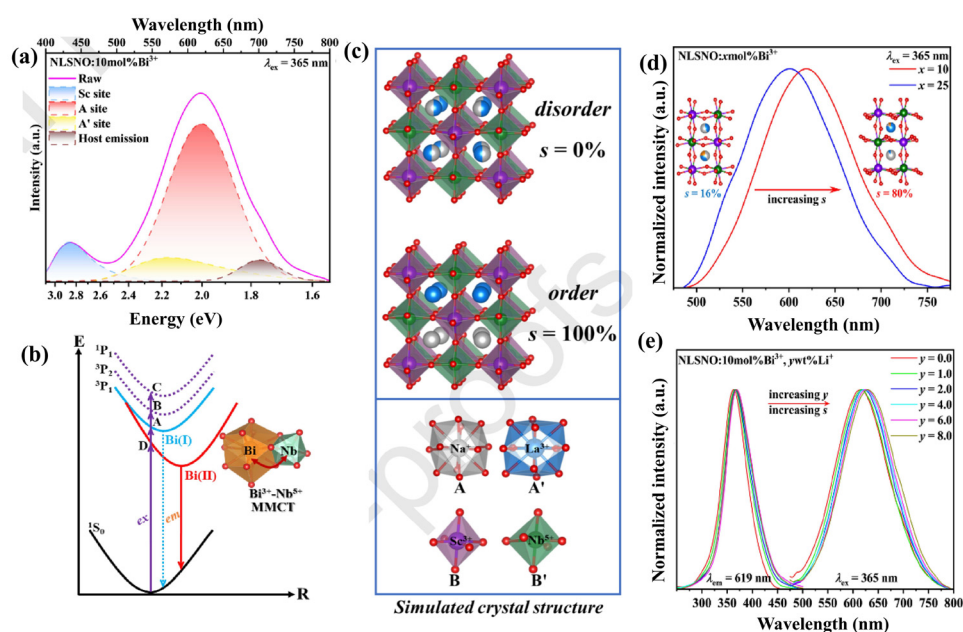 Wavelength (nm)
400 450 500 550 600 650 700 800
(a)
NLSNO:10mol%Bi³⁺ λex = 365 nm
Raw
Sc site
A site
A' site
Host emission
Intensity (a.u.)
3.0 2.8 2.6 2.4 2.2 2.0 1.8 1.6
Energy (eV)
(b)
E
¹P₁
³P₂
³P₁
C
B
A
D
Bi(I)
Bi(II)
ex
em
¹S₀
R
Bi
Nb
Bi³⁺-Nb⁵⁺
MMCT
(c)
disorder
s = 0%
order
s = 100%
Na⁺
La³⁺
A
A'
Sc³⁺
Nb⁵⁺
B
B'
Simulated crystal structure
proofs
(d)
NLSNO:xmol%Bi³⁺ λex = 365 nm
x = 10
x = 25
s = 16%
s = 80%
increasing s
Normalized intensity (a.u.)
500 550 600 650 700 750
Wavelength (nm)
(e)
NLSNO:10mol%Bi³⁺, ywt%Li⁺
y = 0.0
y = 1.0
y = 2.0
y = 4.0
y = 6.0
y = 8.0
increasing y
increasing s
λem = 619 nm
λex = 365 nm
Normalized intensity (a.u.)
300 350 400 450 500 550 600 650 700 750 800
Wavelength (nm)